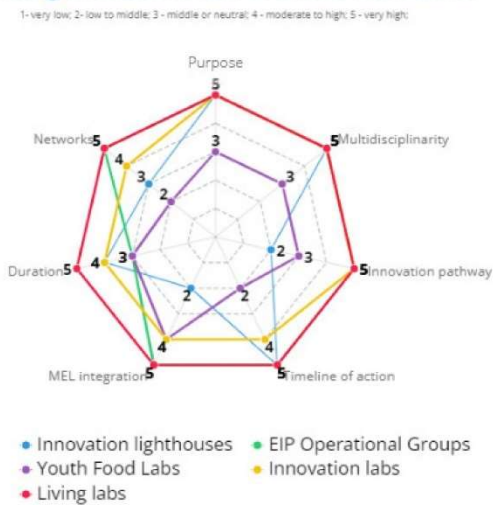 1- very low; 2- low to middle; 3 - middle or neutral; 4 - moderate to high; 5 - very high;
Purpose
5
Networks 5 4 3 2 3 3 5 Multidisciplinarity
Duration 5 4 3 2 3 5 Innovation pathway
2 2
4 4
MEL integration 5 5 Timeline of action
Innovation lighthouses EIP Operational Groups
Youth Food Labs Innovation labs
Living labs